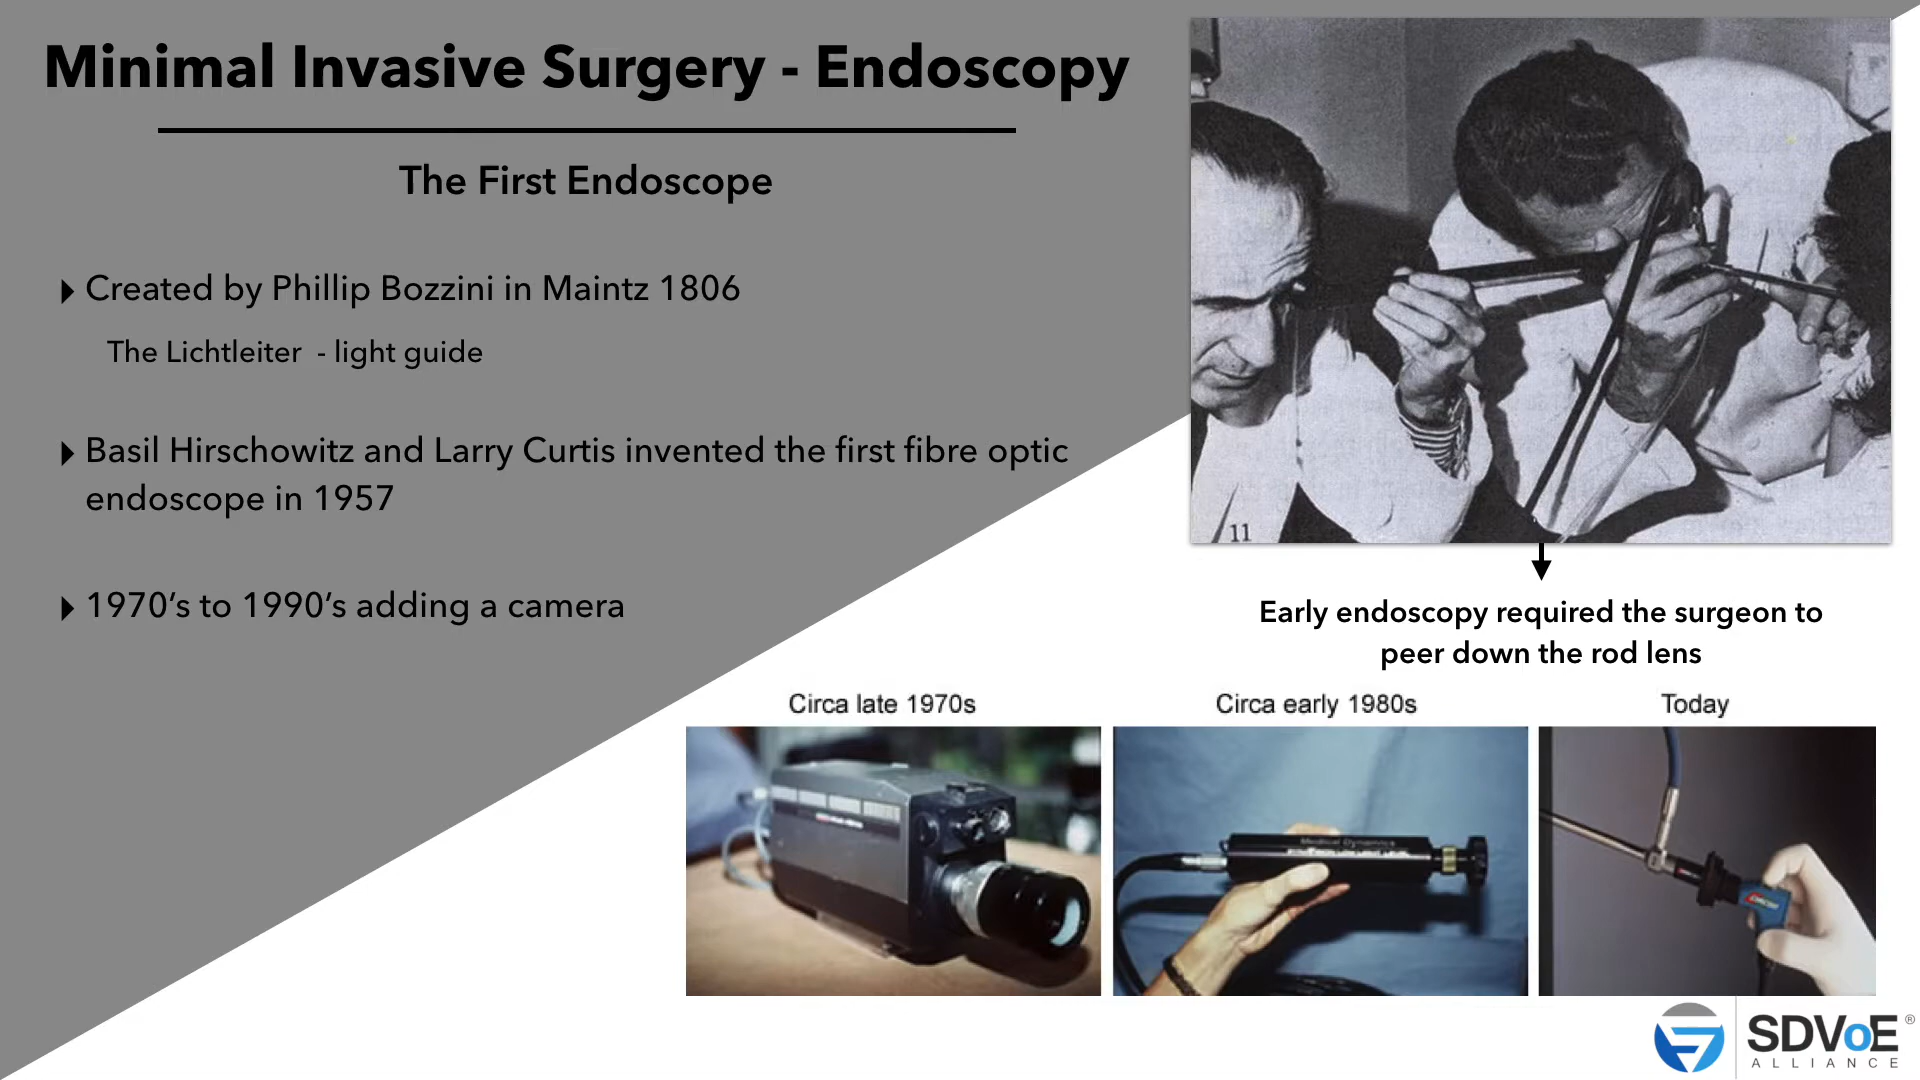 Minimal Invasive Surgery - Endoscopy
The First Endoscope
Created by Phillip Bozzini in Maintz 1806
The Lichtleiter - light guide
Basil Hirschowitz and Larry Curtis invented the first fibre optic
endoscope in 1957
1970's to 1990's adding a camera
11
Early endoscopy required the surgeon to
peer down the rod lens
Circa late 1970s
Circa early 1980s
Today
Medical Dynamics
SDVoE®
ALLIANCE